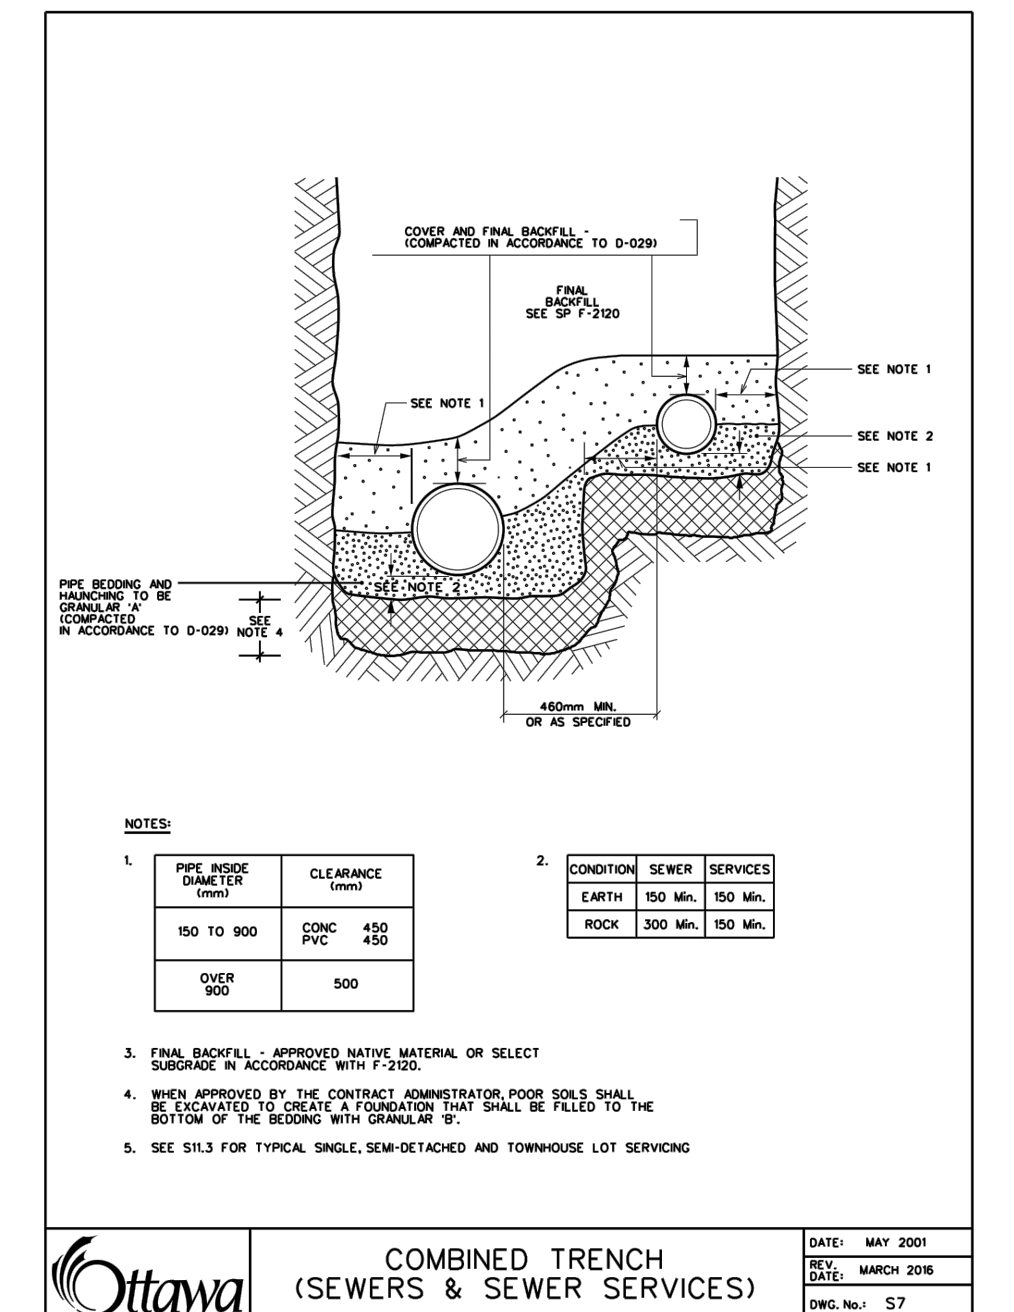 COVER AND FINAL BACKFILL -
(COMPACTED IN ACCORDANCE TO D-029)
FINAL
BACKFILL
SEE SP F-2120
SEE NOTE 1
SEE NOTE 1
SEE NOTE 2
SEE NOTE 1
PIPE BEDDING AND
HAUNCHING TO BE
GRANULAR 'A'
(COMPACTED
IN ACCORDANCE TO D-029)
SEE NOTE 2
SEE
NOTE 4
460mm MIN.
OR AS SPECIFIED
NOTES:
1.
PIPE INSIDE
DIAMETER
(mm)
CLEARANCE
(mm)
150 TO 900
CONC 450
PVC 450
OVER
900
500
2.
CONDITION SEWER SERVICES
EARTH 150 Min. 150 Min.
ROCK 300 Min. 150 Min.
3. FINAL BACKFILL - APPROVED NATIVE MATERIAL OR SELECT
SUBGRADE IN ACCORDANCE WITH F-2120.
4. WHEN APPROVED BY THE CONTRACT ADMINISTRATOR, POOR SOILS SHALL
BE EXCAVATED TO CREATE A FOUNDATION THAT SHALL BE FILLED TO THE
BOTTOM OF THE BEDDING WITH GRANULAR 'B'.
5. SEE S11.3 FOR TYPICAL SINGLE, SEMI-DETACHED AND TOWNHOUSE LOT SERVICING
Ottawa
COMBINED TRENCH
(SEWERS & SEWER SERVICES)
DATE: MAY 2001
REV.
DATE: MARCH 2016
DWG. No.: S7